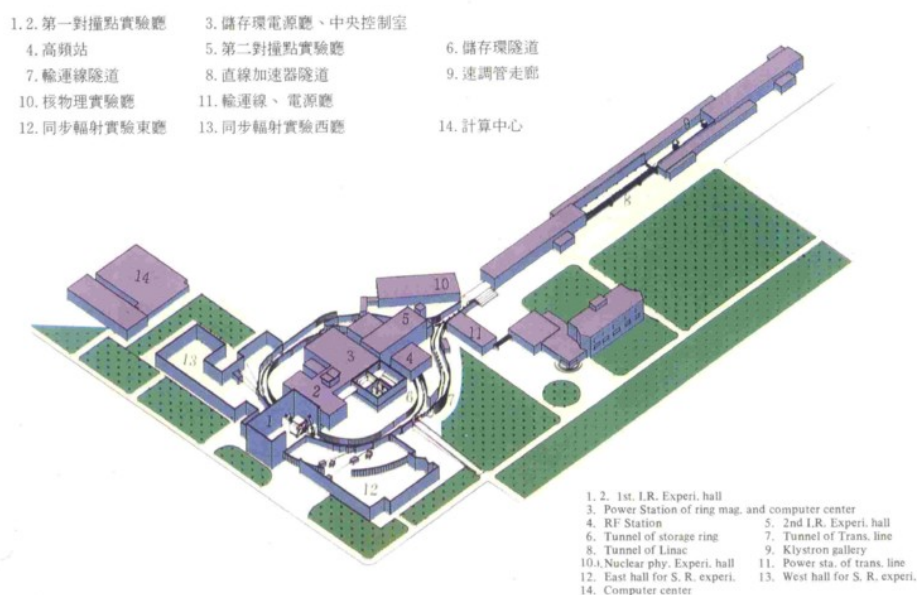 1.2. 第一對撞點實驗廳 3. 儲存環電源廳、中央控制室
4. 高頻站 5. 第二對撞點實驗廳 6. 儲存環隧道
7. 輸運線隧道 8. 直線加速器隧道 9. 速調管走廊
10. 核物理實驗廳 11. 輸運線、電源廳
12. 同步輻射實驗東廳 13. 同步輻射實驗西廳 14. 計算中心
9
8
14
10
5
11
3
4
13
2
6
7
1
12
1. 2. 1st. I.R. Experi. hall
3. Power Station of ring mag. and computer center
4. RF Station 5. 2nd I.R. Experi. hall
6. Tunnel of storage ring 7. Tunnel of Trans. line
8. Tunnel of Linac 9. Klystron gallery
10. Nuclear phy. Experi. hall 11. Power sta. of trans. line
12. East hall for S. R. experi. 13. West hall for S. R. experi.
14. Computer center